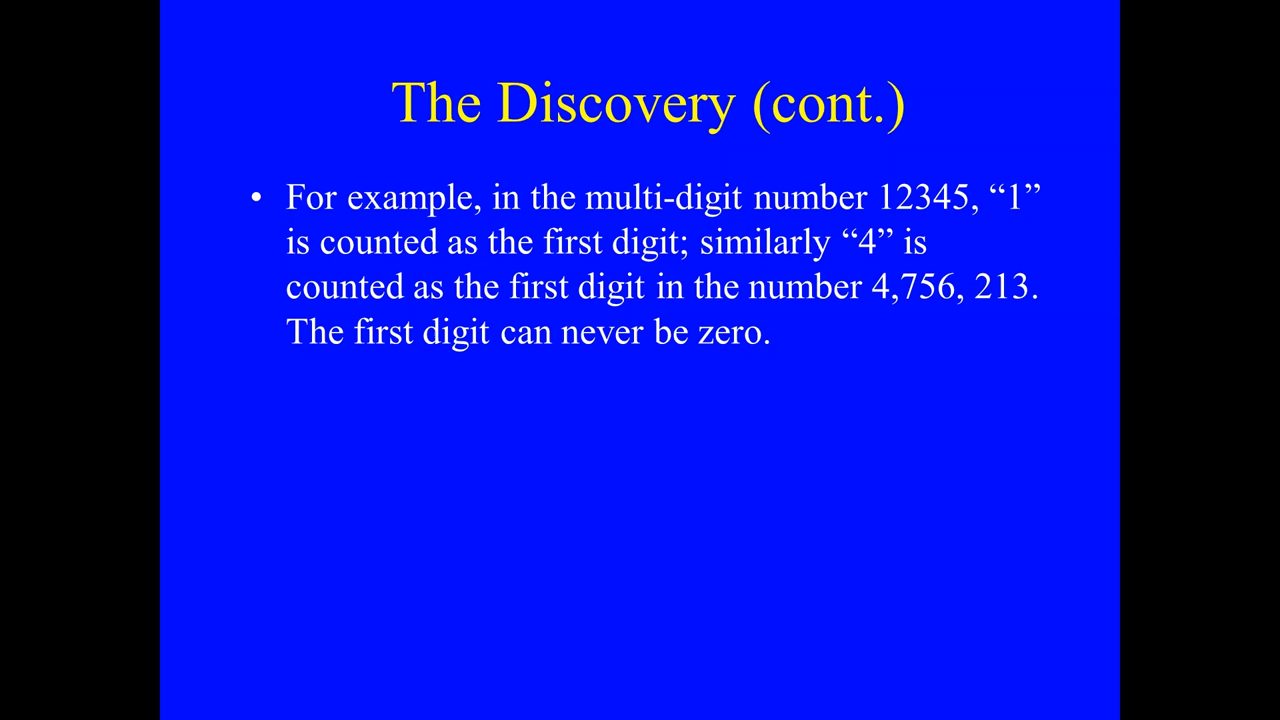 The Discovery (cont.)
• For example, in the multi-digit number 12345, “1”
is counted as the first digit; similarly “4” is
counted as the first digit in the number 4,756, 213.
The first digit can never be zero.